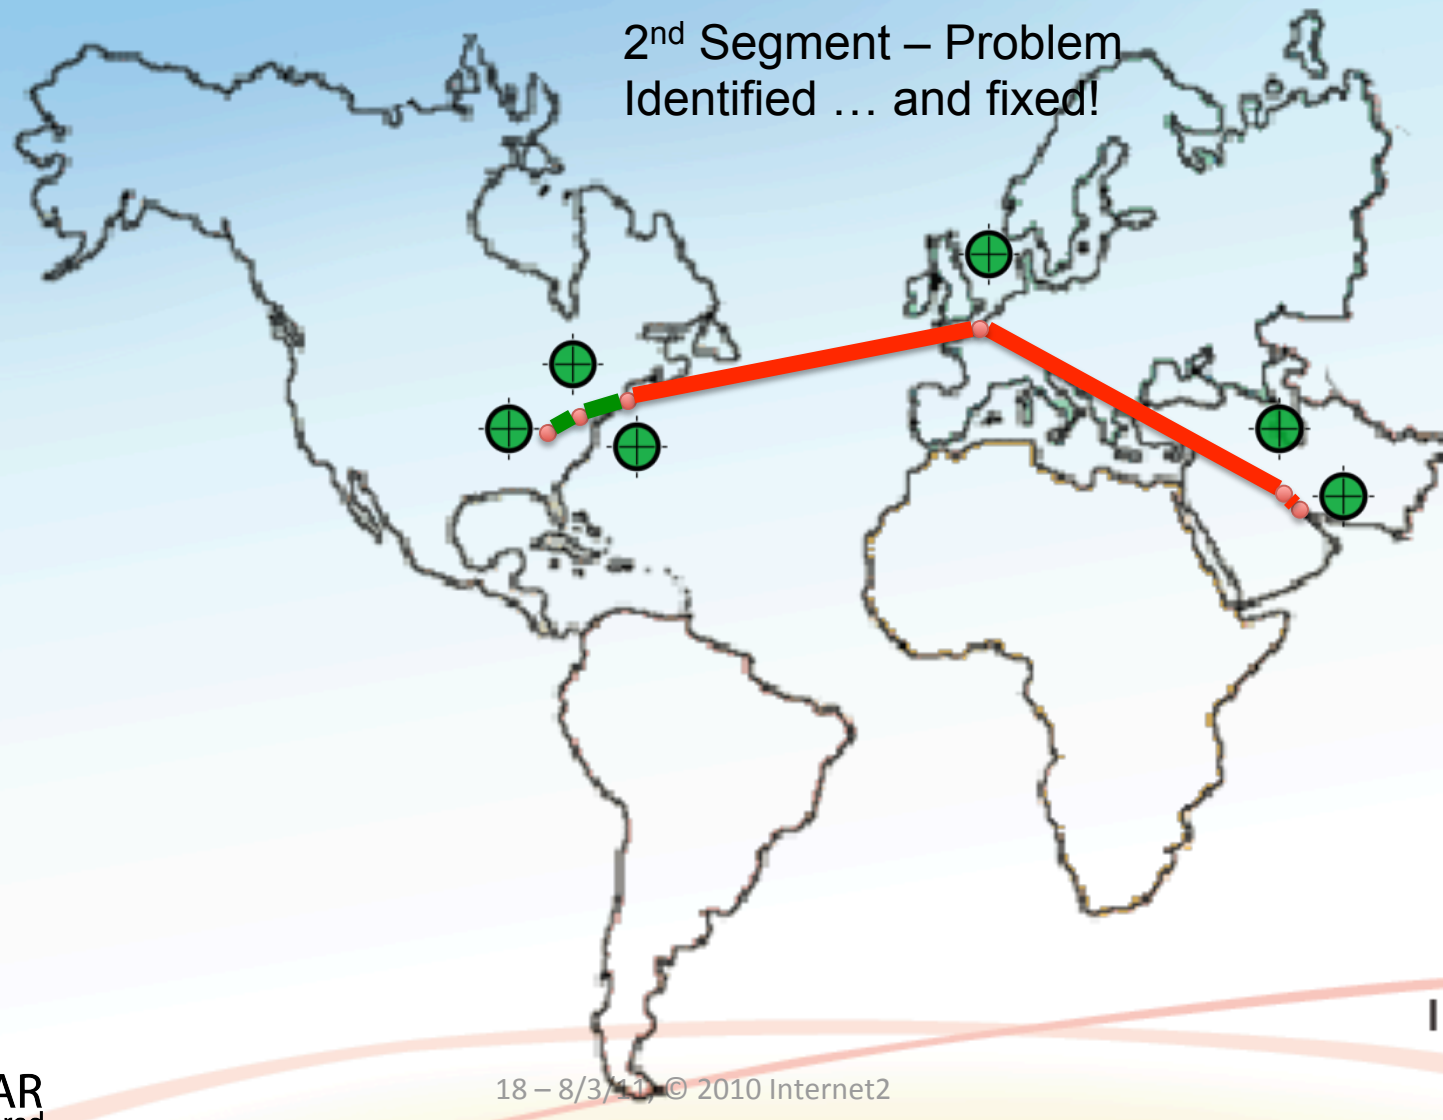 2nd Segment – Problem
Identified … and fixed!
18 – 8/3/11, © 2010 Internet2